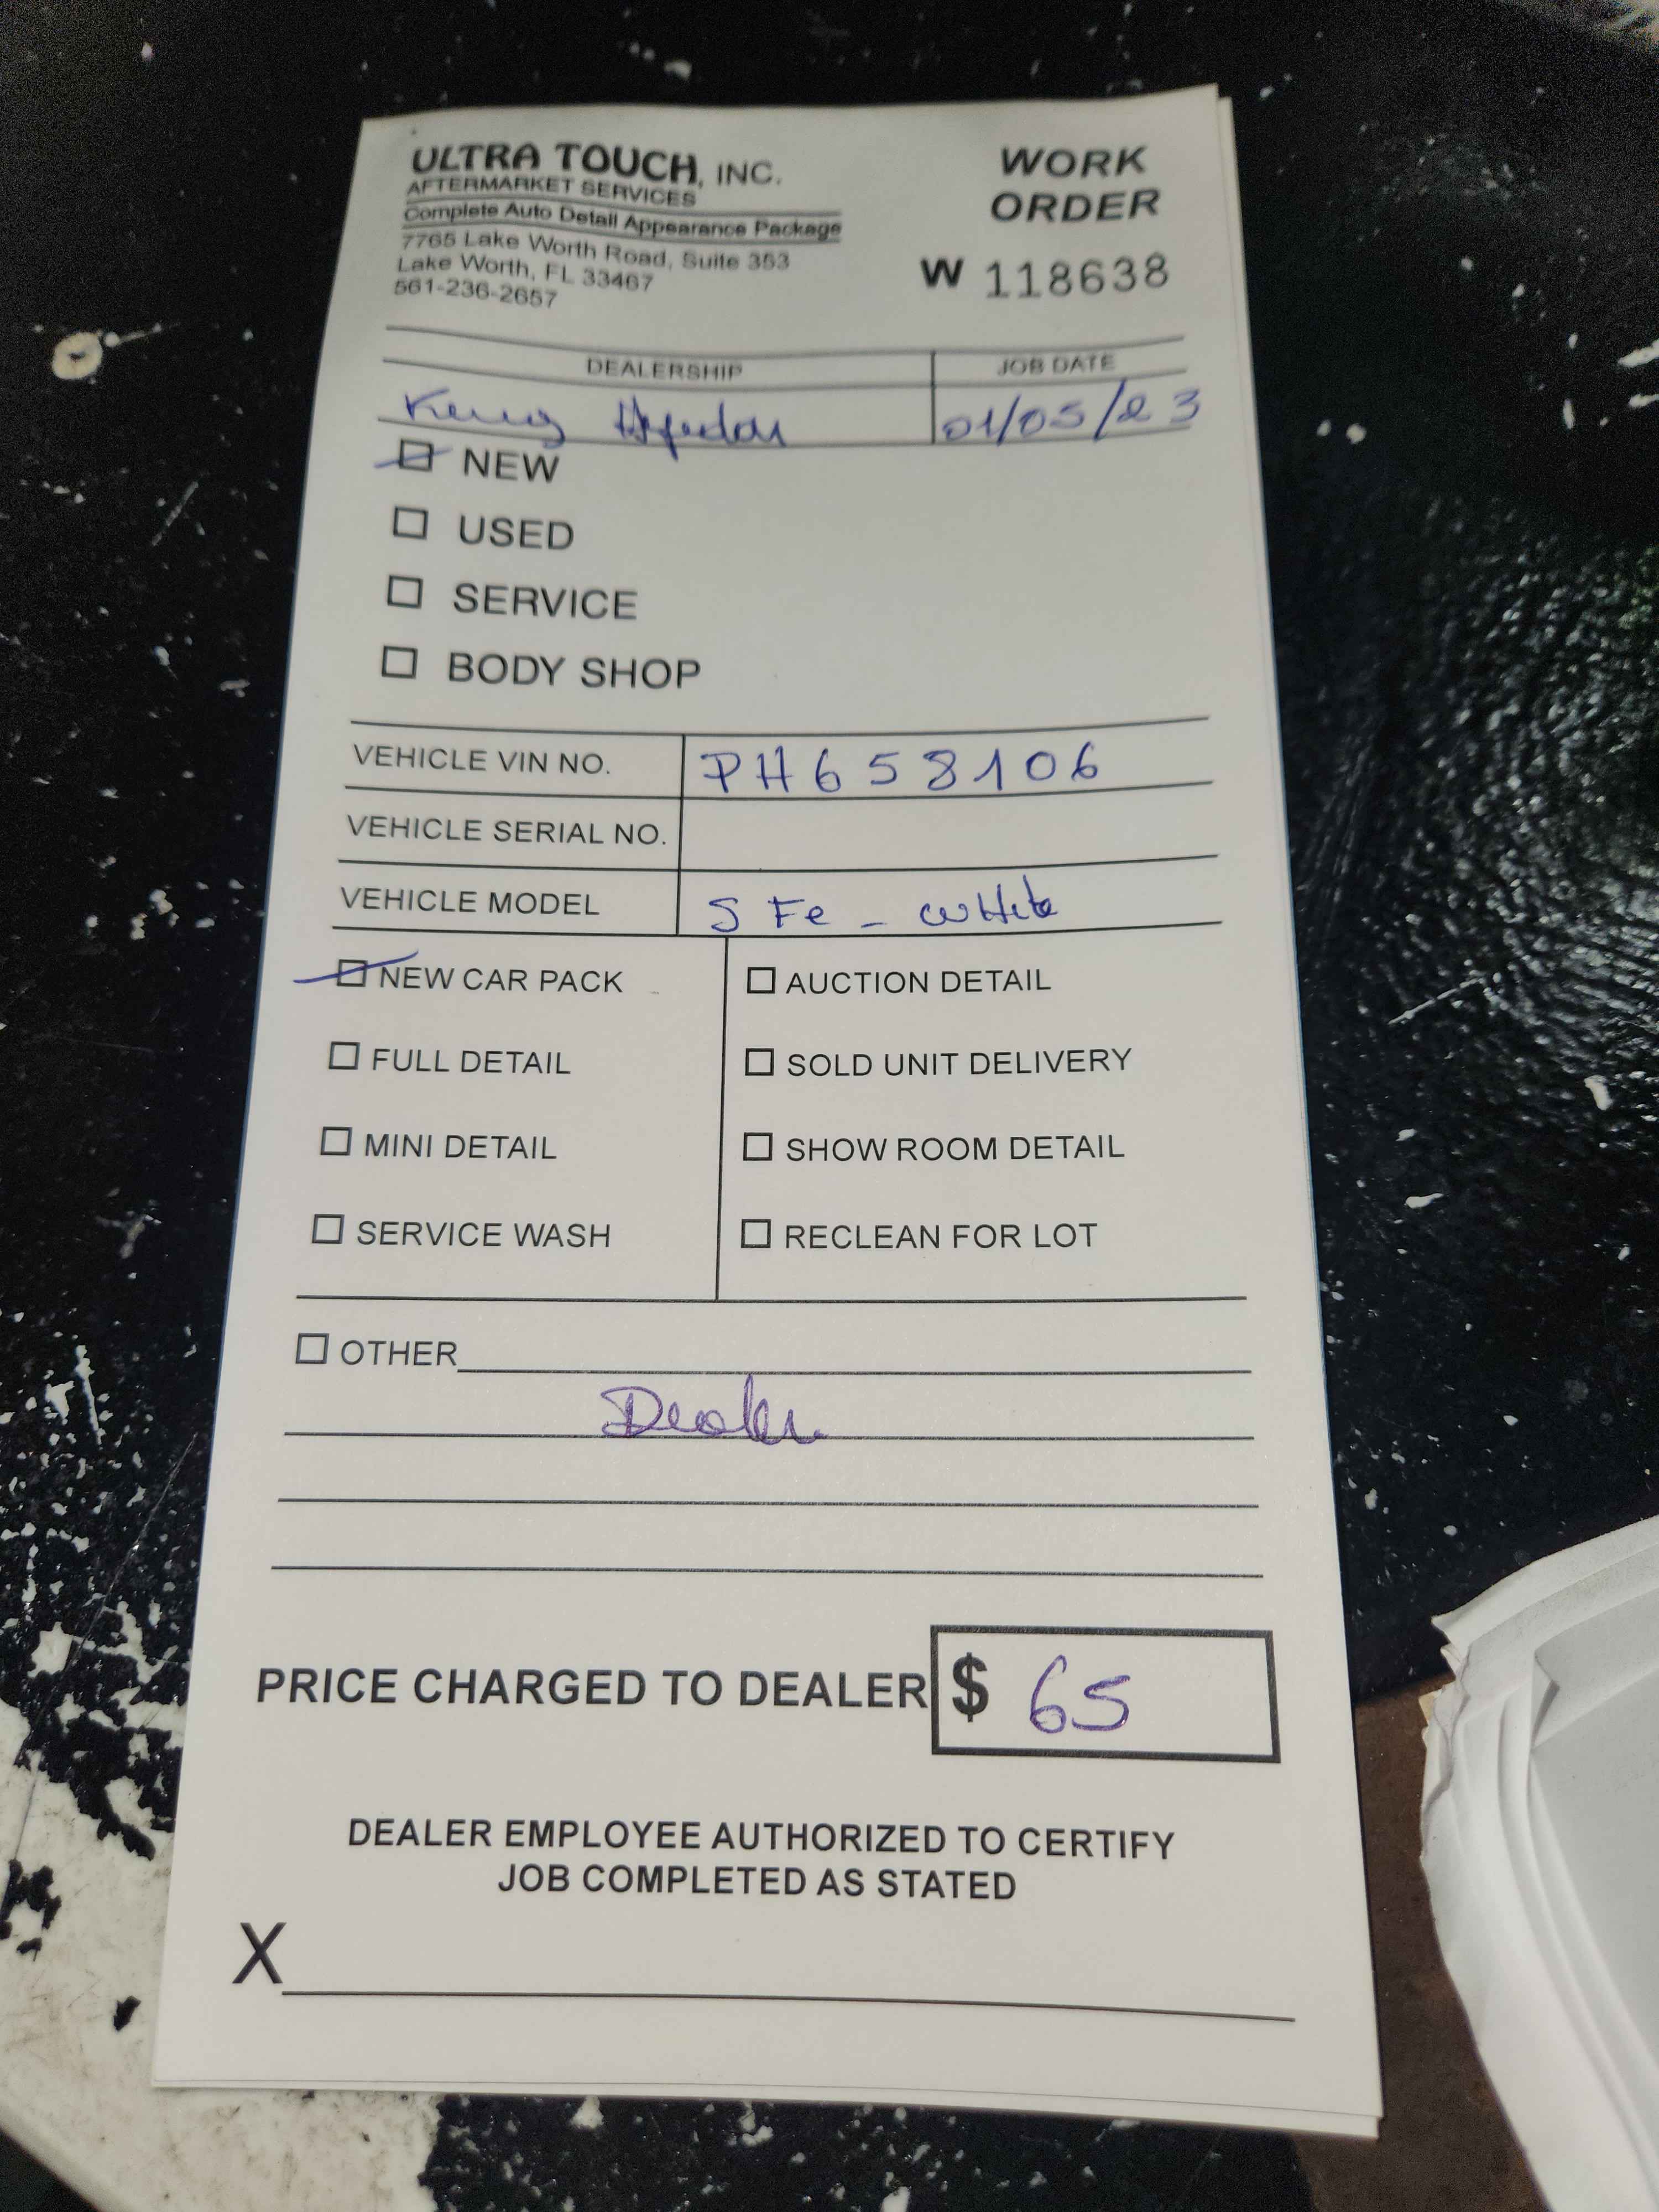 ULTRA TOUCH, INC.
AFTERMARKET SERVICES
Complete Auto Detail Appearance Package
7765 Lake Worth Road, Suite 353
Lake Worth, FL 33467
561-236-2657
WORK
ORDER
W 118638
DEALERSHIP JOB DATE
01/05/23
NEW
USED
SERVICE
BODY SHOP
VEHICLE VIN NO. PH658106
VEHICLE SERIAL NO.
VEHICLE MODEL S Fe - White
NEW CAR PACK
AUCTION DETAIL
FULL DETAIL
SOLD UNIT DELIVERY
MINI DETAIL
SHOW ROOM DETAIL
SERVICE WASH
RECLEAN FOR LOT
OTHER
Dealer
PRICE CHARGED TO DEALER $ 65
DEALER EMPLOYEE AUTHORIZED TO CERTIFY
JOB COMPLETED AS STATED
X